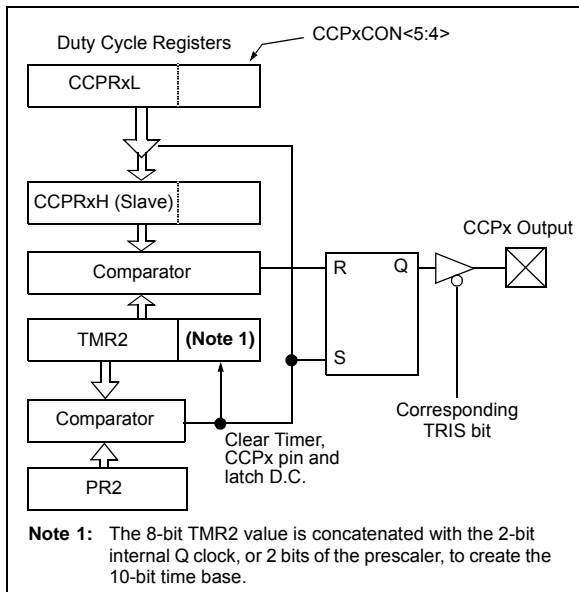 Duty Cycle Registers
CCPxCON<5:4>
CCPRxL
CCPRxH (Slave)
CCPx Output
Comparator
R
Q
TMR2
(Note 1)
S
Comparator
Corresponding
TRIS bit
Clear Timer,
CCPx pin and
latch D.C.
PR2
Note 1: The 8-bit TMR2 value is concatenated with the 2-bit
internal Q clock, or 2 bits of the prescaler, to create the
10-bit time base.